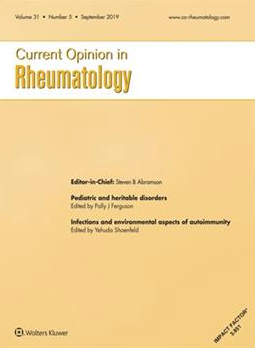 Volume 31 • Number 5 • September 2019
www.co-rheumatology.com
Current Opinion in
Rheumatology
Editor-in-Chief: Steven B Abramson
Pediatric and heritable disorders
Edited by Polly J Ferguson
Infections and environmental aspects of autoimmunity
Edited by Yehuda Shoenfeld
IMPACT FACTOR
3.851
Wolters Kluwer